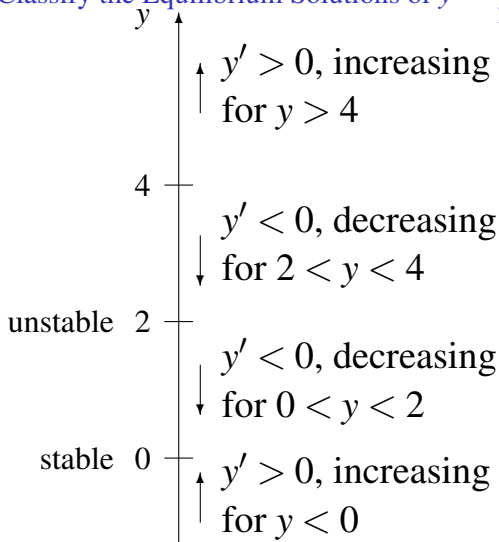 Classify the Equilibrium Solutions of y
y
y′ > 0, increasing
for y > 4
4
y′ < 0, decreasing
for 2 < y < 4
unstable 2
y′ < 0, decreasing
for 0 < y < 2
stable 0
y′ > 0, increasing
for y < 0